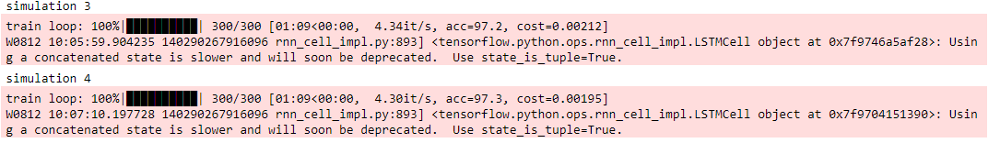 simulation 3
train loop: 100%|██████████| 300/300 [01:09<00:00,  4.34it/s, acc=97.2, cost=0.00212]
W0812 10:05:59.904235 140290267916096 rnn_cell_impl.py:893] <tensorflow.python.ops.rnn_cell_impl.LSTMCell object at 0x7f9746a5af28>: Usin
g a concatenated state is slower and will soon be deprecated.  Use state_is_tuple=True.
simulation 4
train loop: 100%|██████████| 300/300 [01:09<00:00,  4.30it/s, acc=97.3, cost=0.00195]
W0812 10:07:10.197728 140290267916096 rnn_cell_impl.py:893] <tensorflow.python.ops.rnn_cell_impl.LSTMCell object at 0x7f9704151390>: Usin
g a concatenated state is slower and will soon be deprecated.  Use state_is_tuple=True.